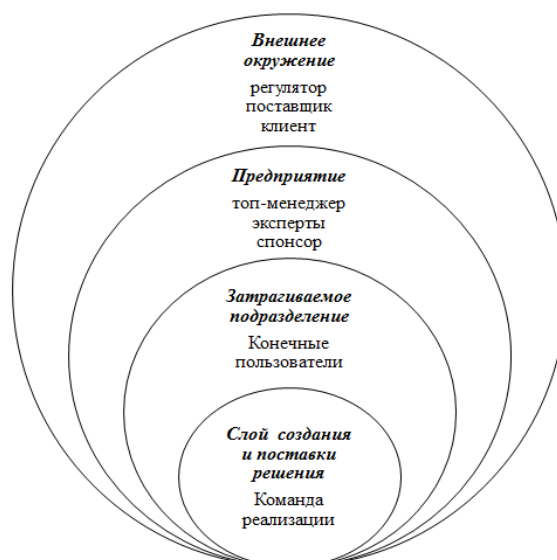 Внешнее
окружение
регулятор
поставщик
клиент
Предприятие
топ-менеджер
эксперты
спонсор
Затрагиваемое
подразделение
Конечные
пользователи
Слой создания
и поставки
решения
Команда
реализации